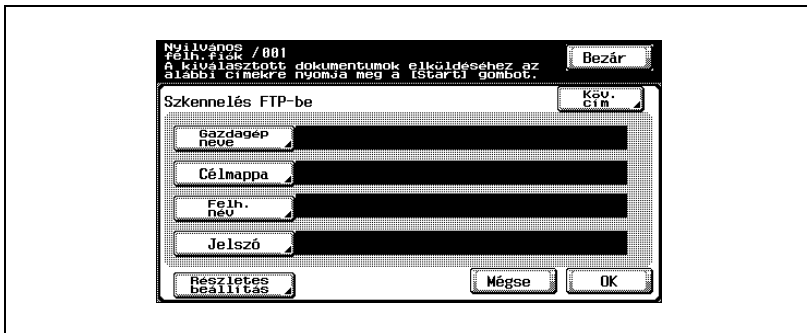 Nyilvános
felh.fiók /001
A kiválasztott dokumentumok elküldéséhez az
alábbi címekre nyomja meg a [Start] gombot.
Bezár
Szkennelés FTP-be
Köv.
cím
Gazdagép
neve
Célmappa
Felh.
név
Jelszó
Részletes
beállítás
Mégse
OK